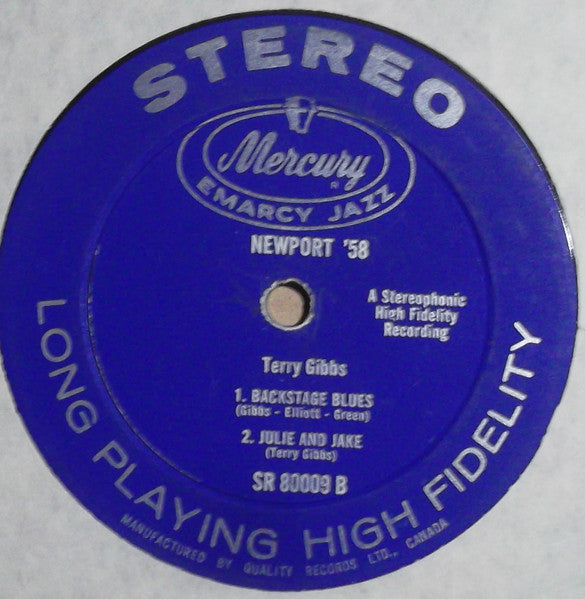 STEREO
Mercury
R
EMARCY JAZZ
NEWPORT '58
A Stereophonic
High Fidelity
Recording
Terry Gibbs
1. BACKSTAGE BLUES
(Gibbs - Elliott - Green)
2. JULIE AND JAKE
(Terry Gibbs)
SR 80009 B
LONG PLAYING HIGH FIDELITY
MANUFACTURED BY QUALITY RECORDS LTD., CANADA